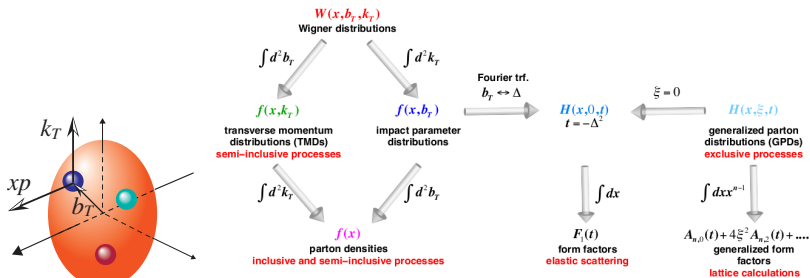 W(x,b_T,k_T)
Wigner distributions
∫d²b_T
∫d²k_T
Fourier trf.
b_T ↔ Δ
ξ = 0
f(x,k_T)
f(x,b_T)
H(x,0,t)
t = −Δ²
H(x,ξ,t)
transverse momentum
distributions (TMDs)
semi–inclusive processes
impact parameter
distributions
generalized parton
distributions (GPDs)
exclusive processes
∫d²k_T
∫d²b_T
∫dx
∫dxx^{n−1}
f(x)
parton densities
inclusive and semi–inclusive processes
F₁(t)
form factors
elastic scattering
A_{n,0}(t) + 4ξ²A_{n,2}(t) + ....
generalized form
factors
lattice calculations
k_T
xp
b_T